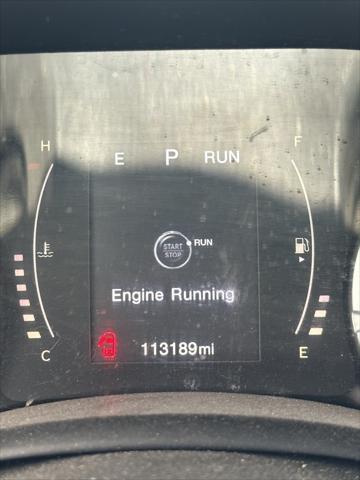 H F
E P RUN
START
STOP
RUN
Engine Running
C E
113189mi